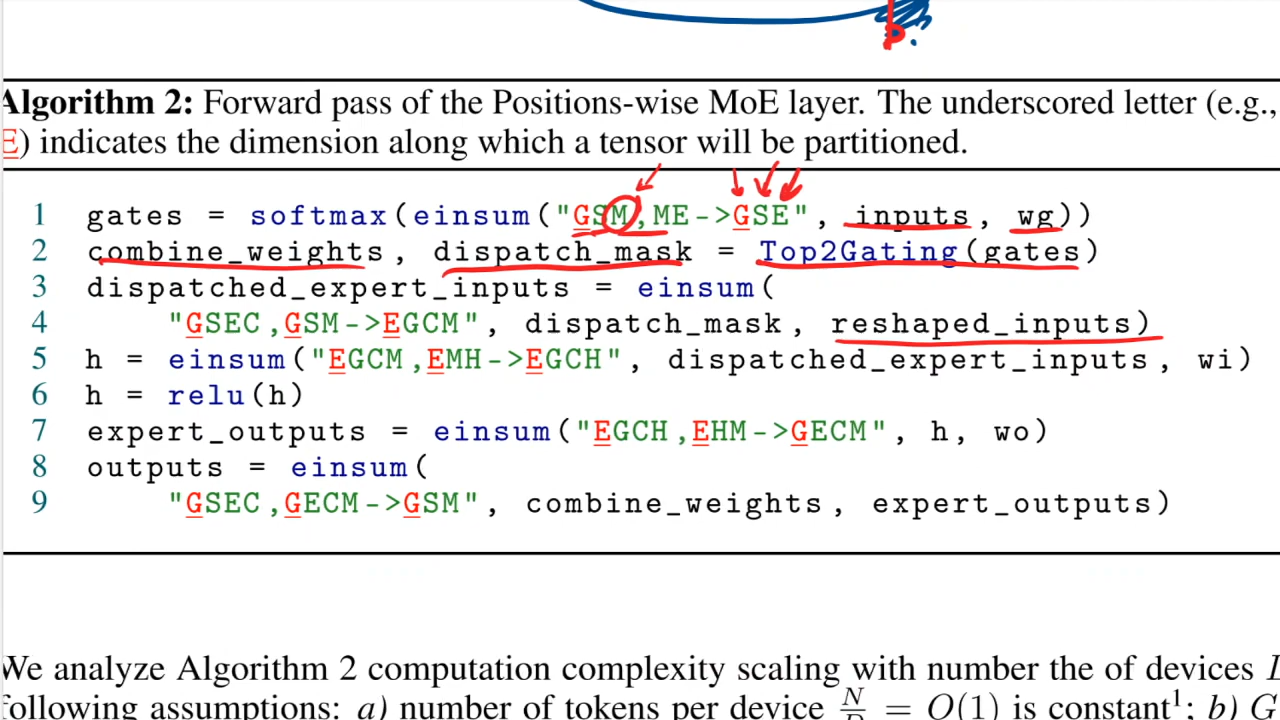 Algorithm 2: Forward pass of the Positions-wise MoE layer. The underscored letter (e.g.,
E) indicates the dimension along which a tensor will be partitioned.
1 gates = softmax(einsum("GSM,ME->GSE", inputs, wg))
2 combine_weights, dispatch_mask = Top2Gating(gates)
3 dispatched_expert_inputs = einsum(
4 "GSEC,GSM->EGCM", dispatch_mask, reshaped_inputs)
5 h = einsum("EGCM,EMH->EGCH", dispatched_expert_inputs, wi)
6 h = relu(h)
7 expert_outputs = einsum("EGCH,EHM->GECM", h, wo)
8 outputs = einsum(
9 "GSEC,GECM->GSM", combine_weights, expert_outputs)
We analyze Algorithm 2 computation complexity scaling with number the of devices
following assumptions: a) number of tokens per device N/D = O(1) is constant1; b) G